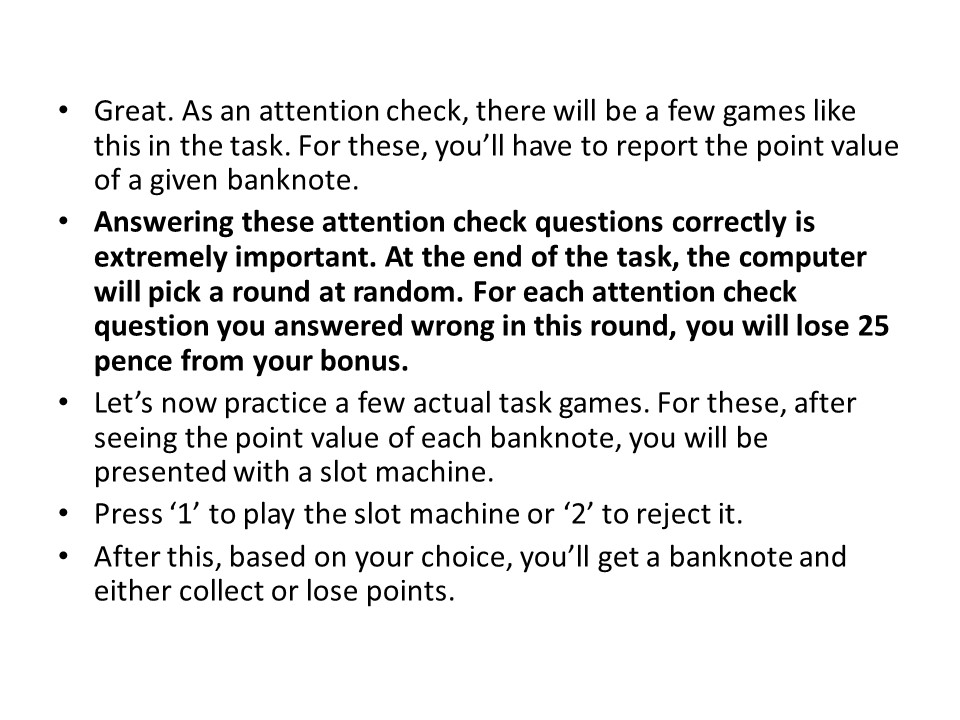 • Great. As an attention check, there will be a few games like
this in the task. For these, you’ll have to report the point value
of a given banknote.
• Answering these attention check questions correctly is
extremely important. At the end of the task, the computer
will pick a round at random. For each attention check
question you answered wrong in this round, you will lose 25
pence from your bonus.
• Let’s now practice a few actual task games. For these, after
seeing the point value of each banknote, you will be
presented with a slot machine.
• Press ‘1’ to play the slot machine or ‘2’ to reject it.
• After this, based on your choice, you’ll get a banknote and
either collect or lose points.